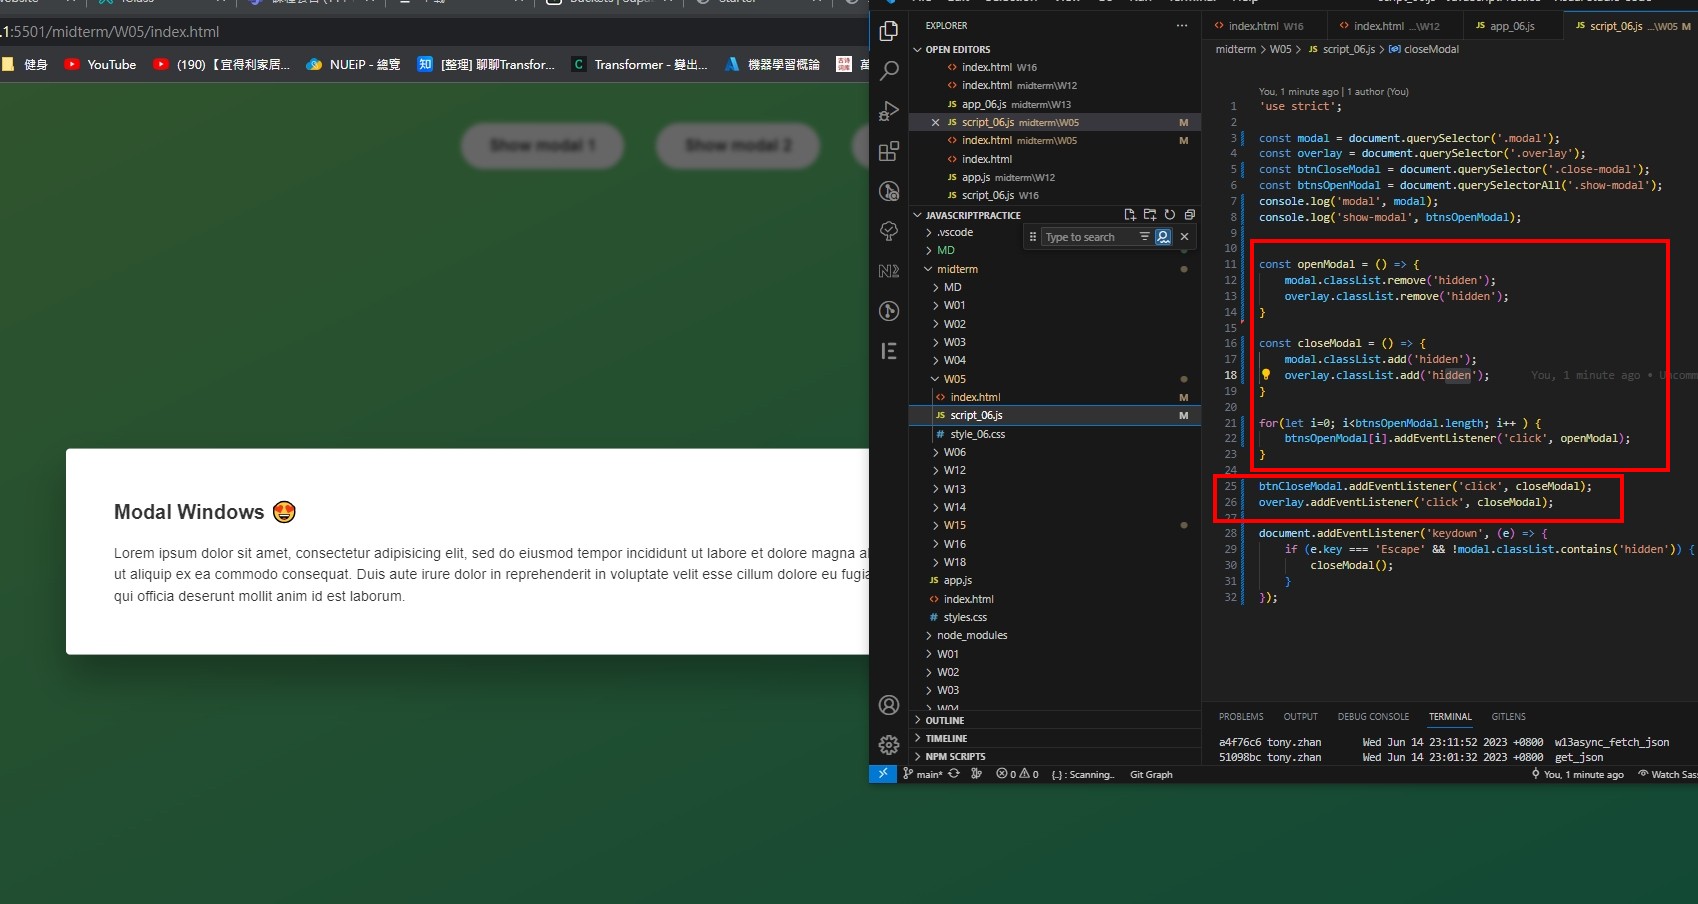 .1:5501/midterm/W05/index.html
健身
YouTube
(190)【宜得利家居...
NUEiP - 總覽
知 [整理] 聊聊Transfor...
C Transformer - 變出...
機器學習概論
Show modal 1
Show modal 2
Modal Windows 😍
Lorem ipsum dolor sit amet, consectetur adipisicing elit, sed do eiusmod tempor incididunt ut labore et dolore magna al
ut aliquip ex ea commodo consequat. Duis aute irure dolor in reprehenderit in voluptate velit esse cillum dolore eu fugia
qui officia deserunt mollit anim id est laborum.
EXPLORER
OPEN EDITORS
index.html W16
index.html midterm\W12
JS app_06.js midterm\W13
JS script_06.js midterm\W05 M
index.html midterm\W05 M
index.html
JS app.js midterm\W12
script_06.js W16
JAVASCRIPTPRACTICE
.vscode
Type to search
MD
midterm
MD
W01
W02
W03
W04
W05
index.html M
JS script_06.js M
# style_06.css
W06
W12
W13
W14
W15
W16
W18
JS app.js
index.html
# styles.css
node_modules
W01
W02
W03
W04
OUTLINE
TIMELINE
NPM SCRIPTS
index.html W16
index.html ...\W12
JS app_06.js
JS script_06.js ...\W05 M
midterm > W05 > JS script_06.js > closeModal
You, 1 minute ago | 1 author (You)
1 'use strict';
2
3 const modal = document.querySelector('.modal');
4 const overlay = document.querySelector('.overlay');
5 const btnCloseModal = document.querySelector('.close-modal');
6 const btnsOpenModal = document.querySelectorAll('.show-modal');
7 console.log('modal', modal);
8 console.log('show-modal', btnsOpenModal);
9
10
11 const openModal = () => {
12 modal.classList.remove('hidden');
13 overlay.classList.remove('hidden');
14 }
15
16 const closeModal = () => {
17 modal.classList.add('hidden');
18 overlay.classList.add('hidden'); You, 1 minute ago • Uncomm
19 }
20
21 for(let i=0; i<btnsOpenModal.length; i++ ) {
22 btnsOpenModal[i].addEventListener('click', openModal);
23 }
24
25 btnCloseModal.addEventListener('click', closeModal);
26 overlay.addEventListener('click', closeModal);
27
28 document.addEventListener('keydown', (e) => {
29 if (e.key === 'Escape' && !modal.classList.contains('hidden')) {
30 closeModal();
31 }
32 });
PROBLEMS OUTPUT DEBUG CONSOLE TERMINAL GITLENS
a4f76c6 tony.zhan Wed Jun 14 23:11:52 2023 +0800 w13async_fetch_json
51098bc tony.zhan Wed Jun 14 23:01:32 2023 +0800 get_json
main* 0 0 {..} : Scanning.. Git Graph You, 1 minute ago Watch Sas